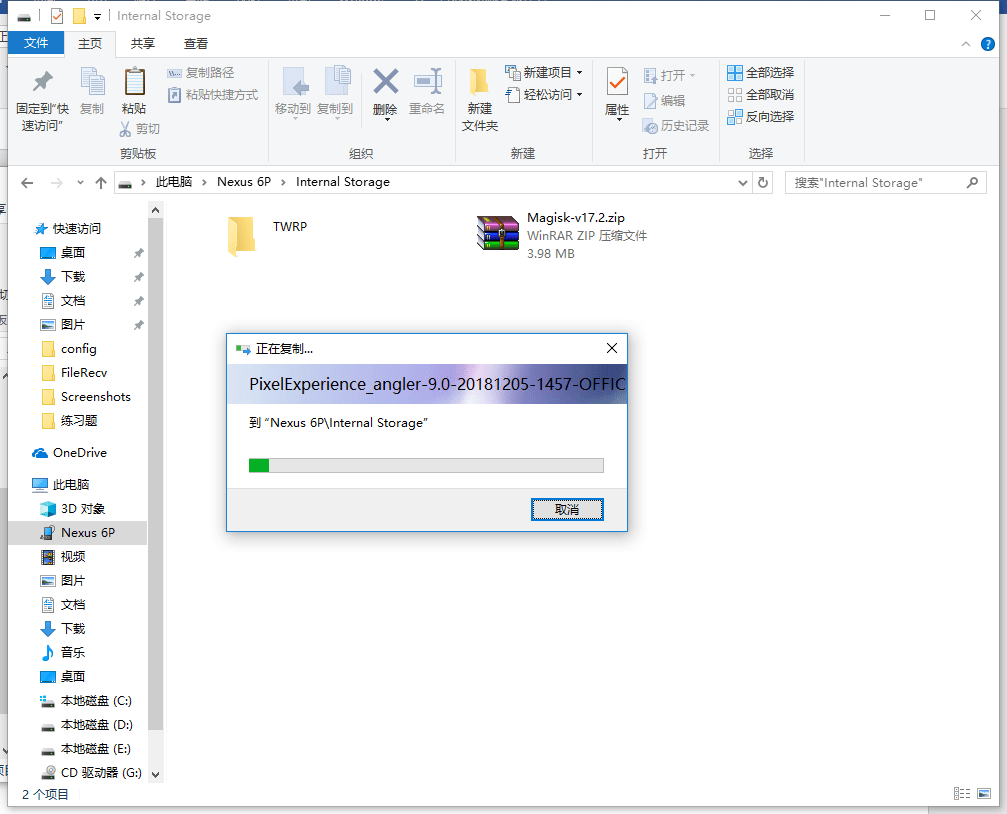 Internal Storage
文件
主页
共享
查看
固定到"快
速访问"
复制
粘贴
复制路径
粘贴快捷方式
剪切
剪贴板
移动到
复制到
删除
重命名
组织
新建
文件夹
新建项目
轻松访问
新建
属性
打开
编辑
历史记录
打开
全部选择
全部取消
反向选择
选择
此电脑 > Nexus 6P > Internal Storage
搜索"Internal Storage"
快速访问
桌面
下载
文档
图片
config
FileRecv
Screenshots
练习题
OneDrive
此电脑
3D 对象
Nexus 6P
视频
图片
文档
下载
音乐
桌面
本地磁盘 (C:)
本地磁盘 (D:)
本地磁盘 (E:)
CD 驱动器 (G:)
TWRP
Magisk-v17.2.zip
WinRAR ZIP 压缩文件
3.98 MB
正在复制...
PixelExperience_angler-9.0-20181205-1457-OFFIC
到 "Nexus 6P\Internal Storage"
取消
2 个项目